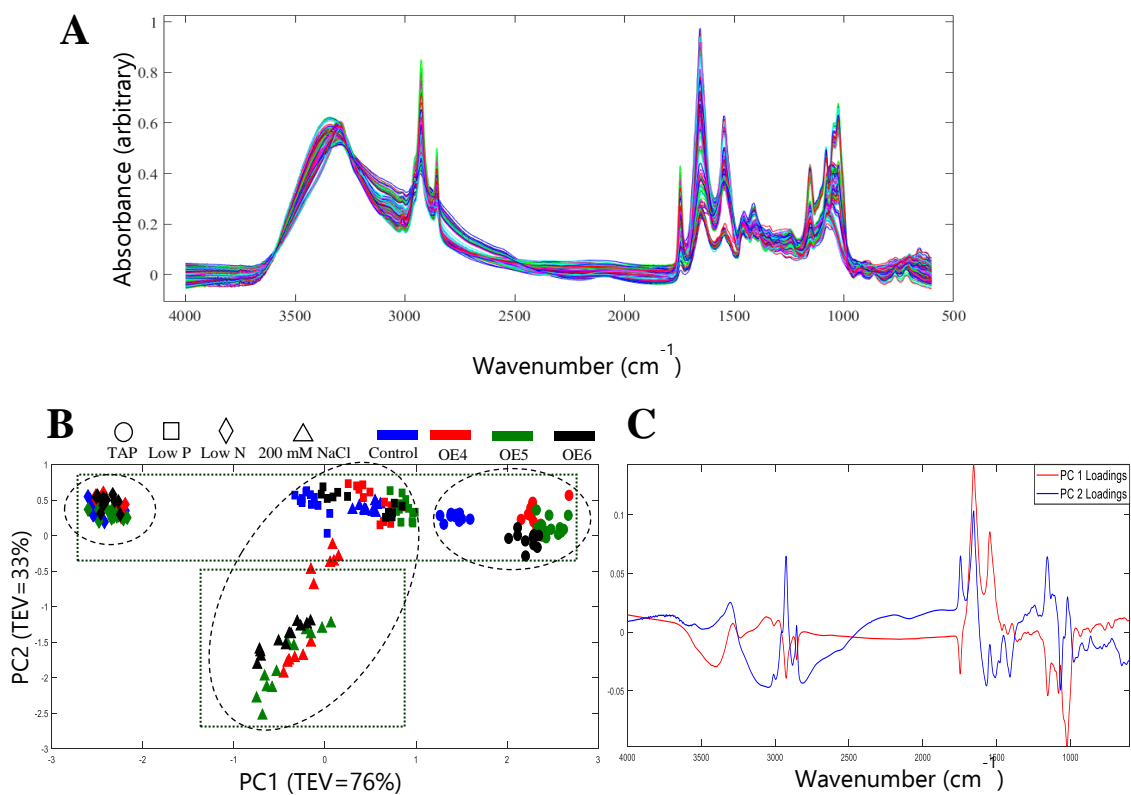 A
1
0.8
0.6
0.4
0.2
0
Absorbance (arbitrary)
4000 3500 3000 2500 2000 1500 1000 500
Wavenumber (cm-1)
B
TAP Low P Low N 200 mM NaCl Control OE4 OE5 OE6
1
0.5
0
-0.5
-1
-1.5
-2
-2.5
-3
PC2 (TEV=33%)
-3 -2 -1 0 1 2 3
PC1 (TEV=76%)
C
PC 1 Loadings
PC 2 Loadings
0.1
0.05
0
-0.05
4000 3500 3000 2500 2000 1500 1000
Wavenumber (cm-1)